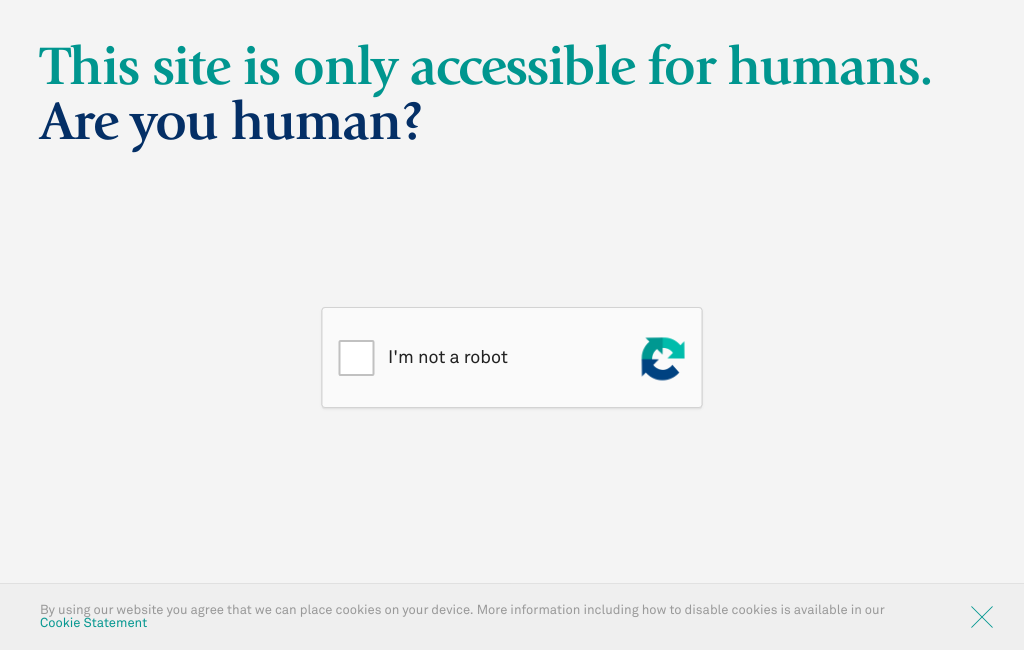 This site is only accessible for humans.
Are you human?
I'm not a robot
By using our website you agree that we can place cookies on your device. More information including how to disable cookies is available in our
Cookie Statement